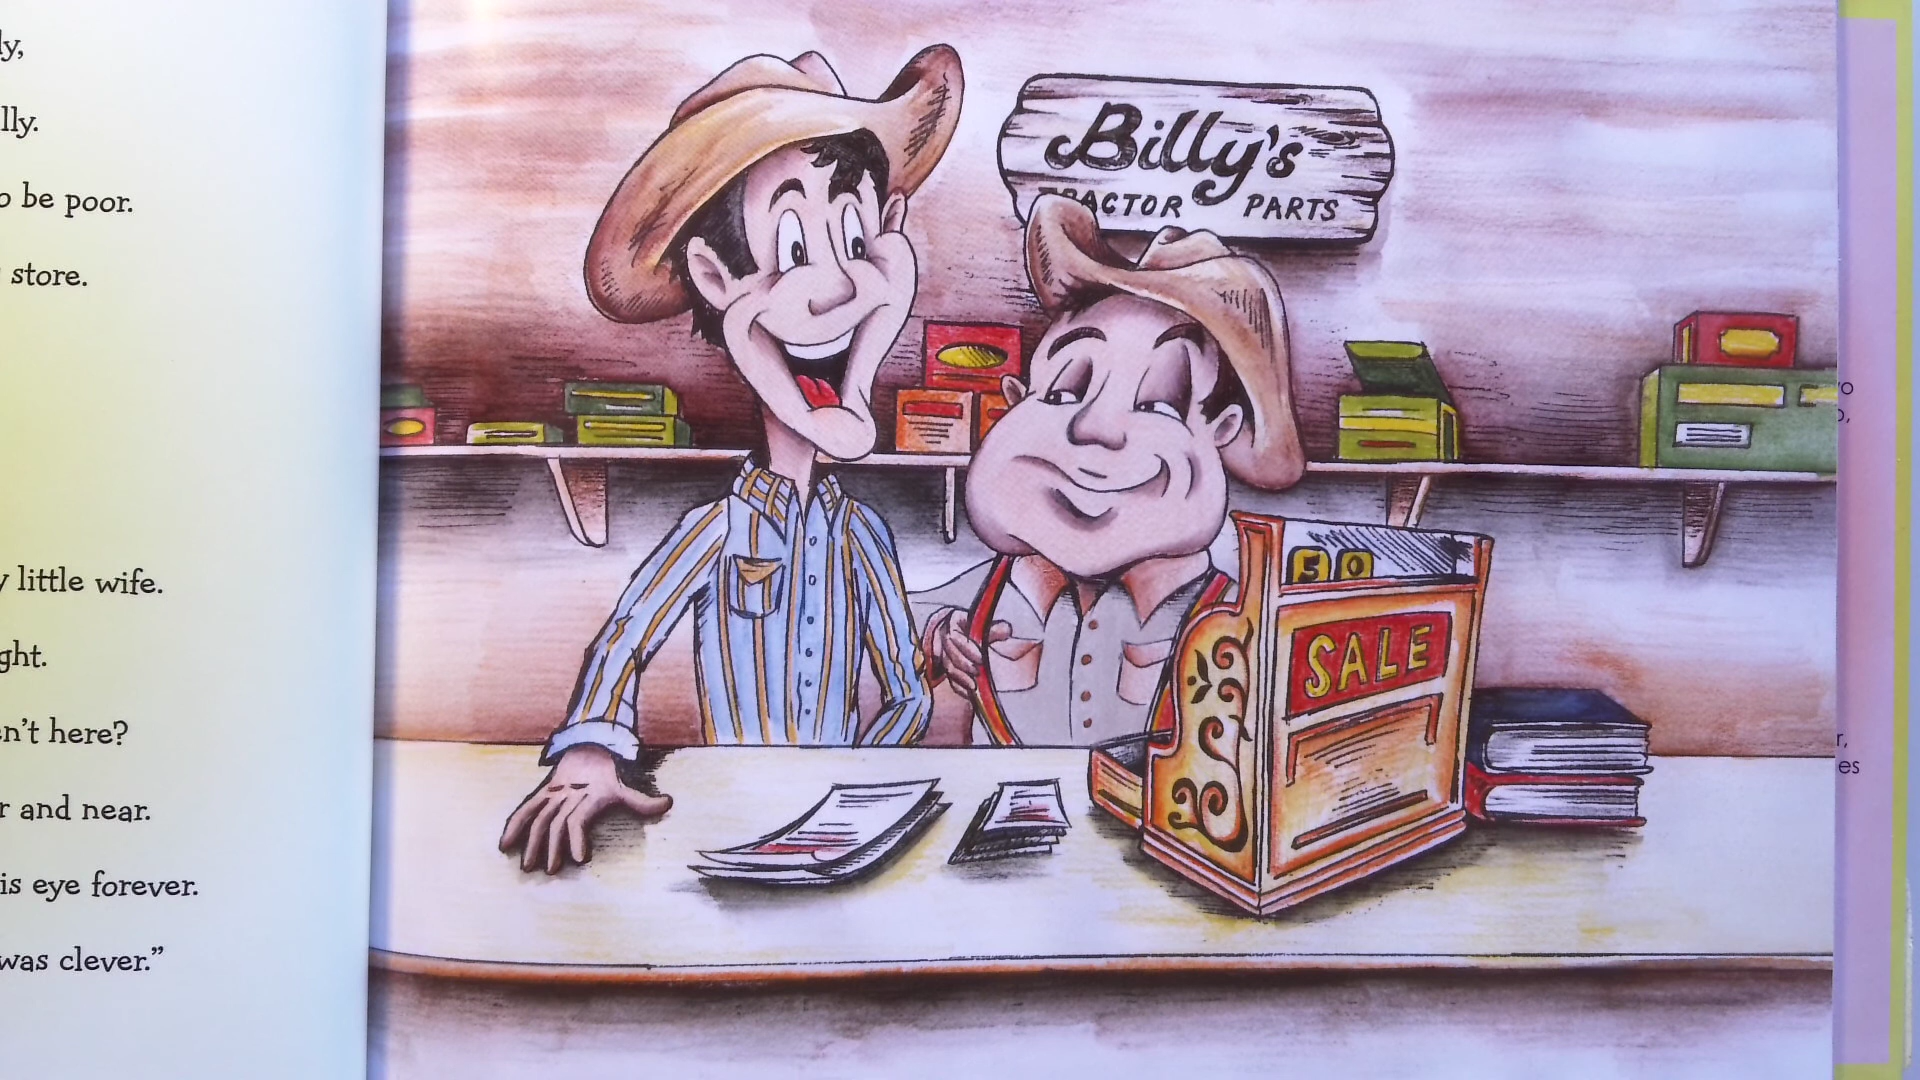 ly,
lly.
o be poor.
store.
y little wife.
ght.
n't here?
r and near.
is eye forever.
was clever.”
Billy's
TRACTOR PARTS
50
SALE
o,
r,
es